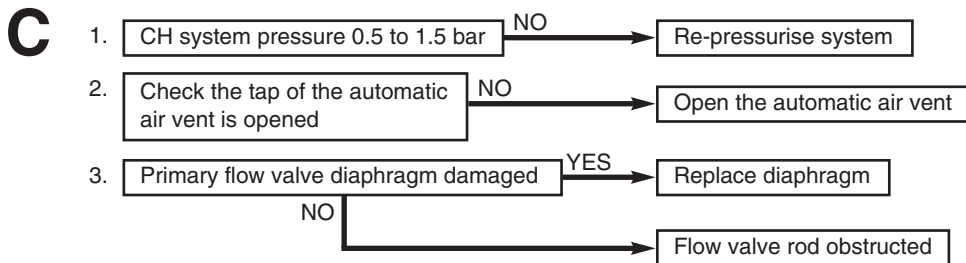 C
1. CH system pressure 0.5 to 1.5 bar NO Re-pressurise system
2. Check the tap of the automatic air vent is opened NO Open the automatic air vent
3. Primary flow valve diaphragm damaged YES Replace diaphragm
NO Flow valve rod obstructed